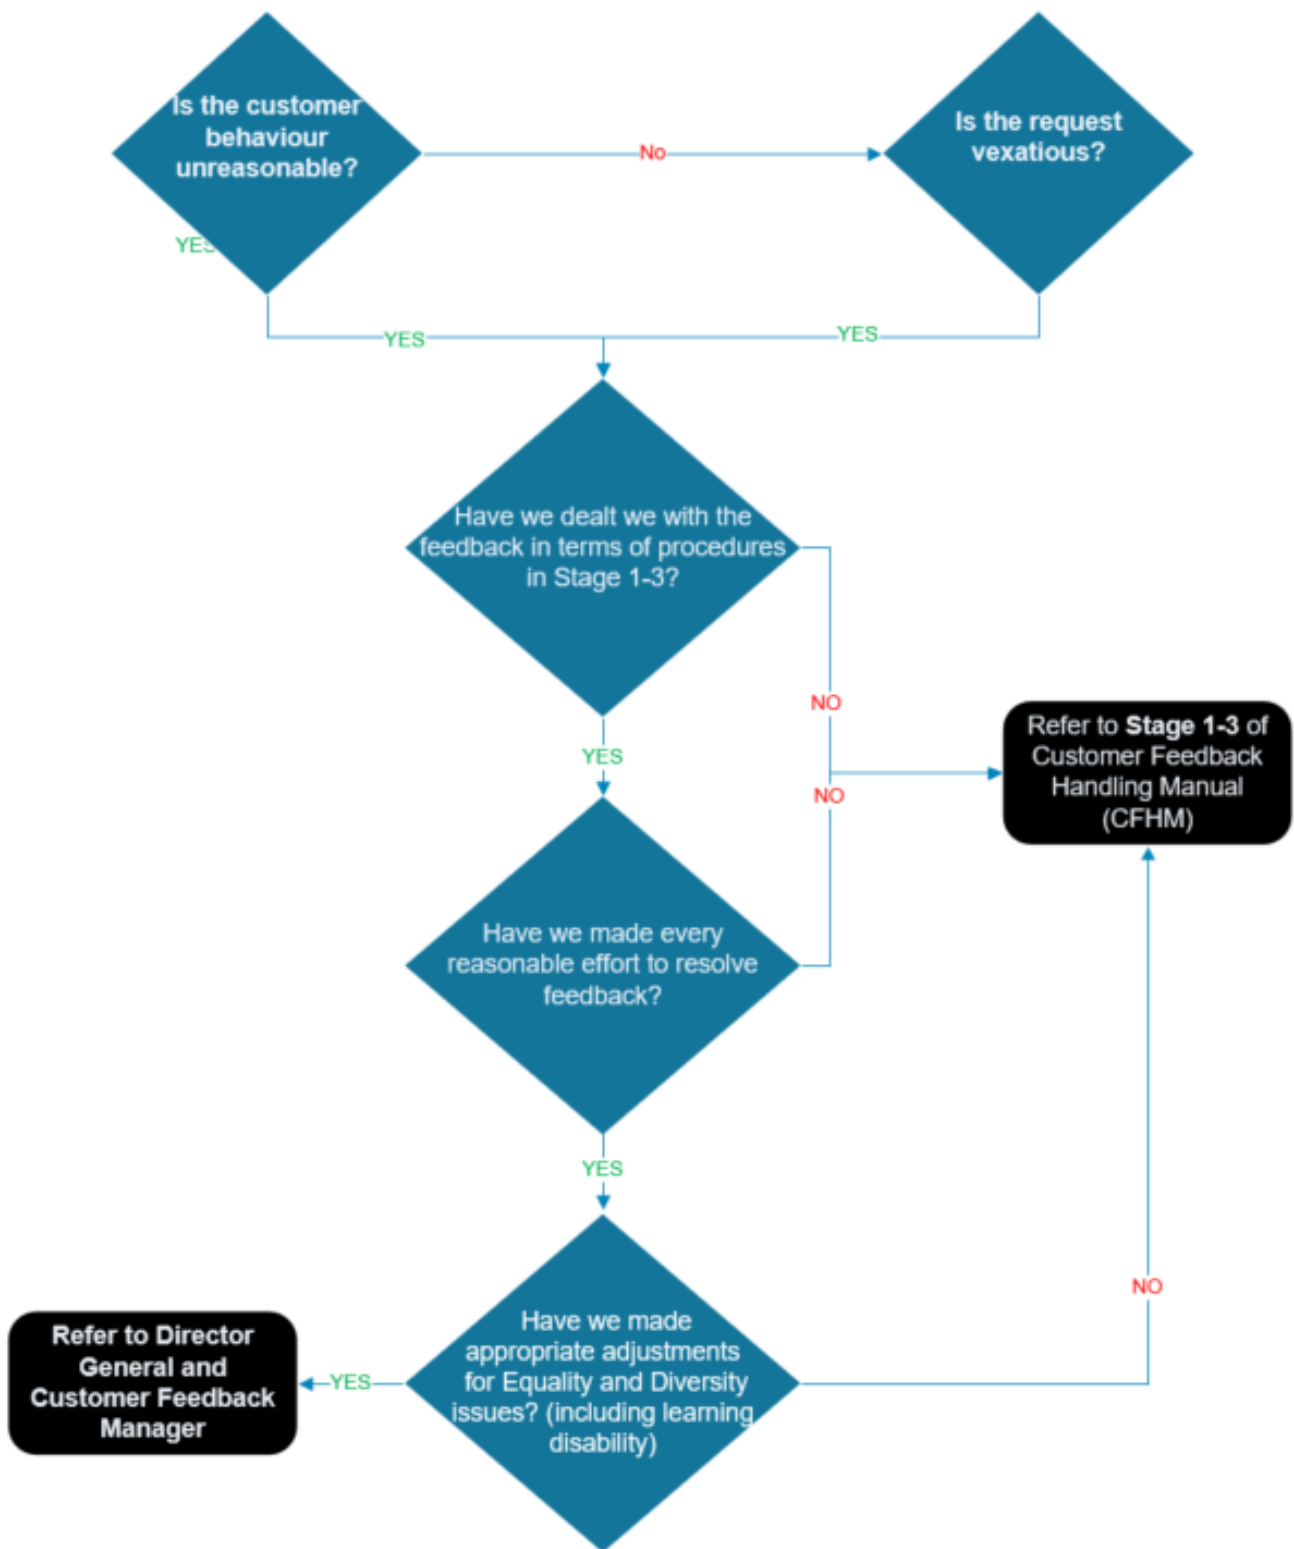 Is the customer
behaviour
unreasonable?
No
Is the request
vexatious?
YES
YES
YES
Have we dealt we with the
feedback in terms of procedures
in Stage 1-3?
NO
YES
NO
Refer to Stage 1-3 of
Customer Feedback
Handling Manual
(CFHM)
Have we made every
reasonable effort to resolve
feedback?
YES
NO
Have we made
appropriate adjustments
for Equality and Diversity
issues? (including learning
disability)
YES
Refer to Director
General and
Customer Feedback
Manager